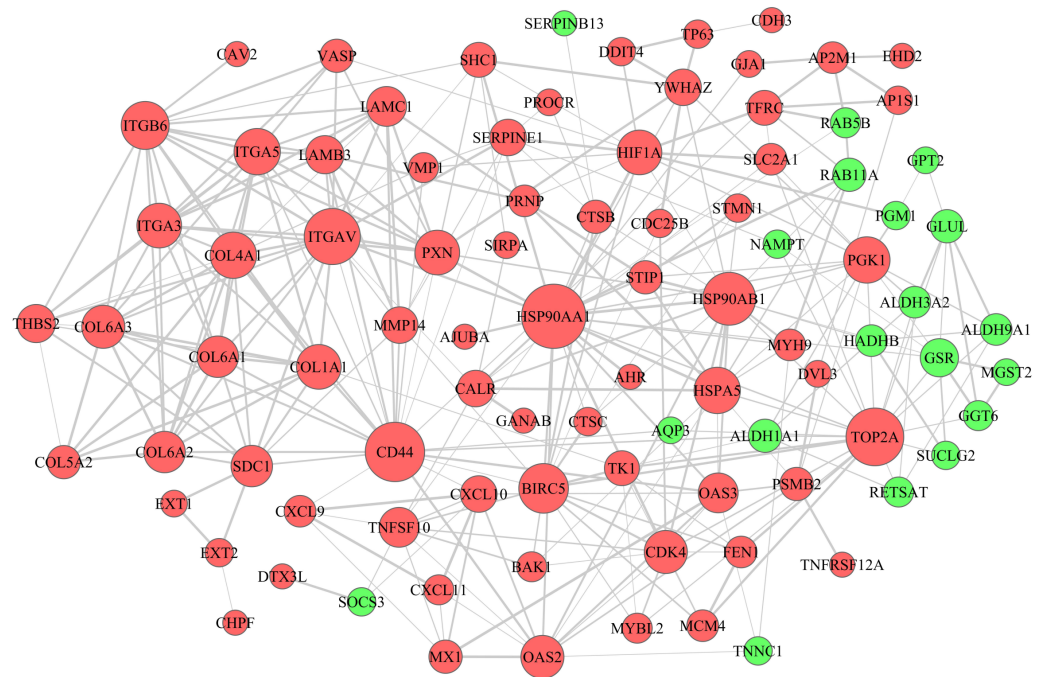 SERPINB13
CDH3
TP63
CAV2
VASP
SHC1
DDIT4
GJA1
AP2M1
EHD2
YWHAZ
LAMC1
PROCR
TFRC
AP1S1
ITGB6
RAB5B
ITGA5
LAMB3
SERPINE1
HIF1A
VMP1
SLC2A1
GPT2
RAB11A
PRNP
CTSB
CDC25B
STMN1
PGM1
GLUL
ITGA3
ITGAV
SIRPA
NAMPT
COL4A1
PXN
STIP1
PGK1
HSP90AB1
ALDH3A2
THBS2
COL6A3
MMP14
HSP90AA1
ALDH9A1
AJUBA
MYH9
HADHB
COL6A1
GSR
COL1A1
CALR
AHR
DVL3
MGST2
HSPA5
GANAB
CTSC
AQP3
ALDH1A1
GGT6
TOP2A
COL5A2
COL6A2
SDC1
CD44
SUCLG2
TK1
BIRC5
PSMB2
RETSAT
EXT1
CXCL9
CXCL10
OAS3
TNFSF10
EXT2
CDK4
FEN1
TNFRSF12A
DTX3L
BAK1
SOCS3
CXCL11
CHPF
MYBL2
MCM4
MX1
OAS2
TNNC1